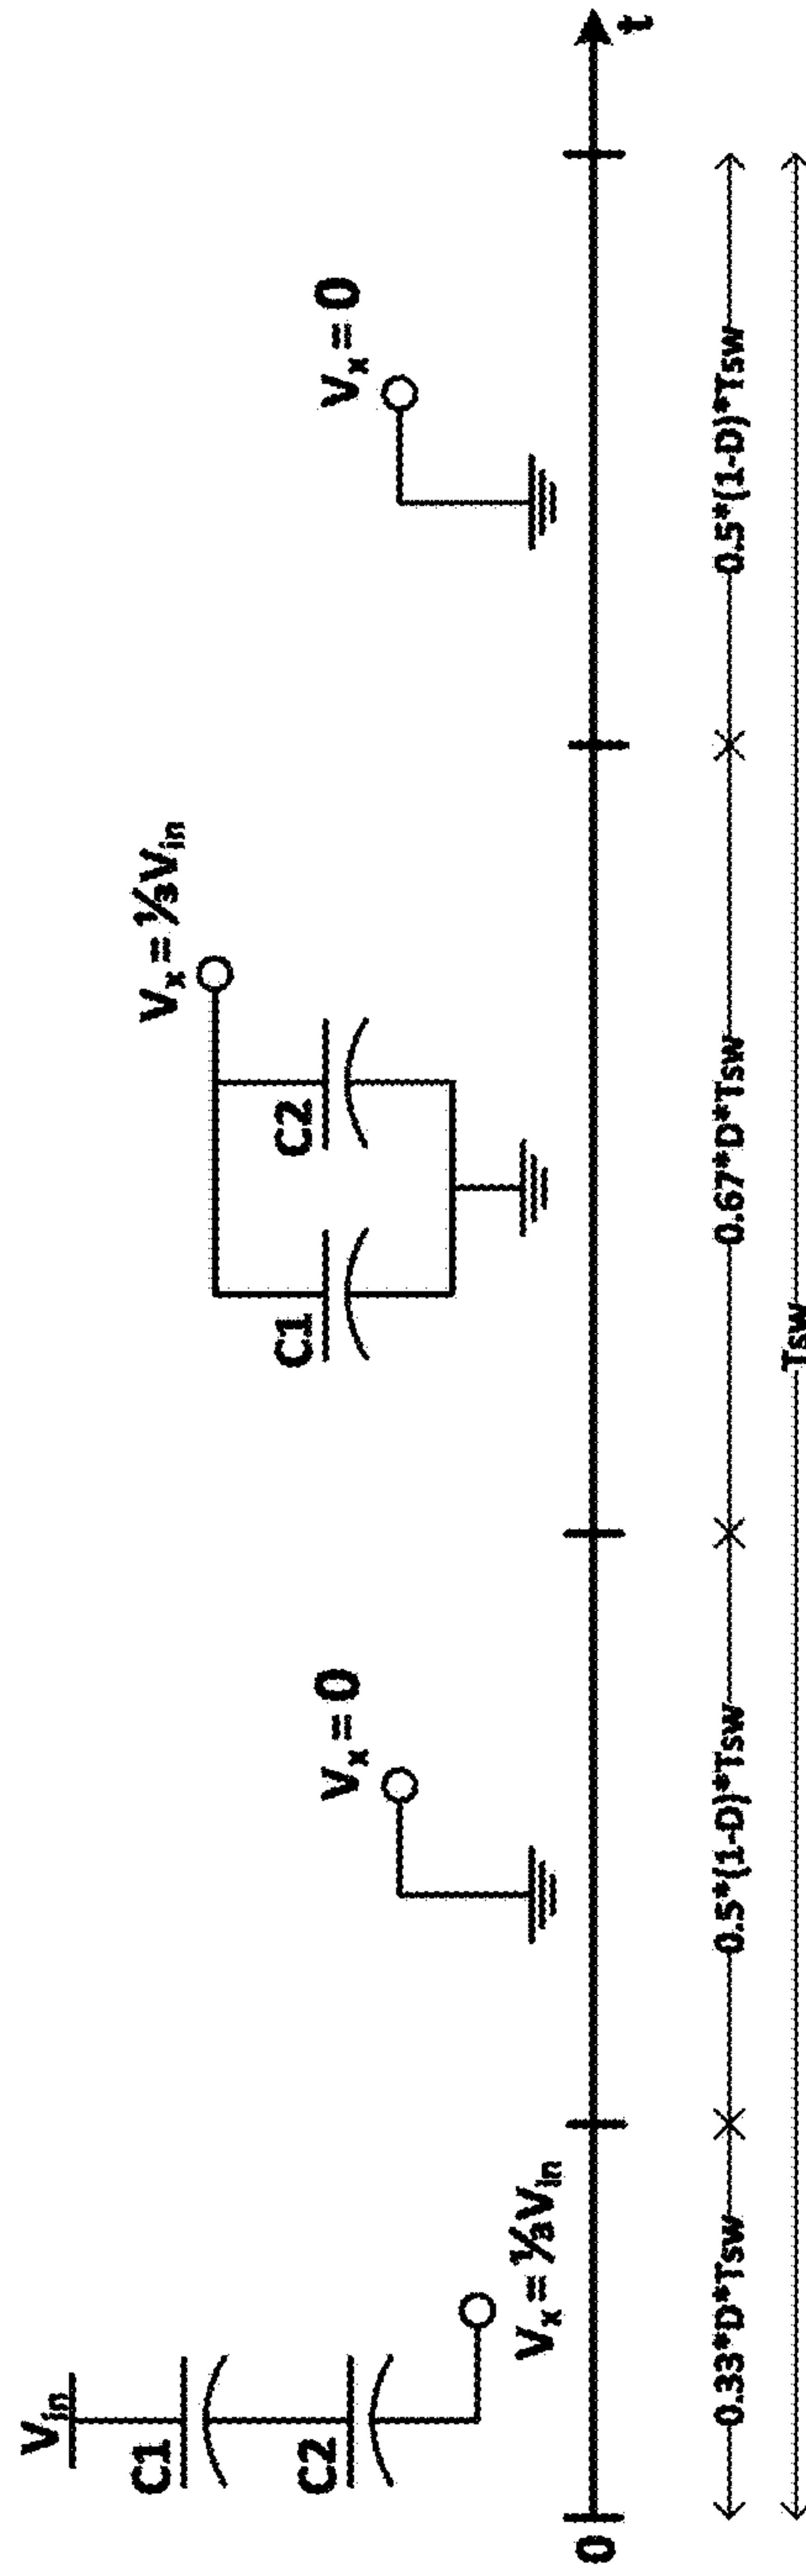 Vin
C1
C2
Vx = ⅓Vin
Vx = 0
C1
C2
Vx = ⅓Vin
Vx = 0
0
t
0.33*D*Tsw
0.5*(1-D)*Tsw
0.67*D*Tsw
0.5*(1-D)*Tsw
Tsw